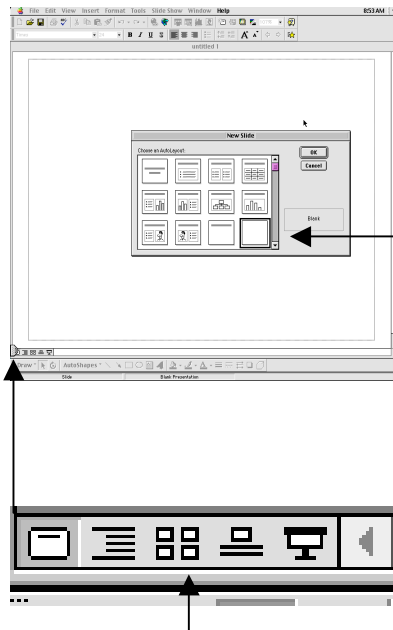 File Edit View Insert Format Tools Slide Show Window Help 8:53 AM
B I U S A A
untitled 1
New Slide
Choose an AutoLayout:
OK
Cancel
Blank
Draw AutoShapes A
Slide Blank Presentation